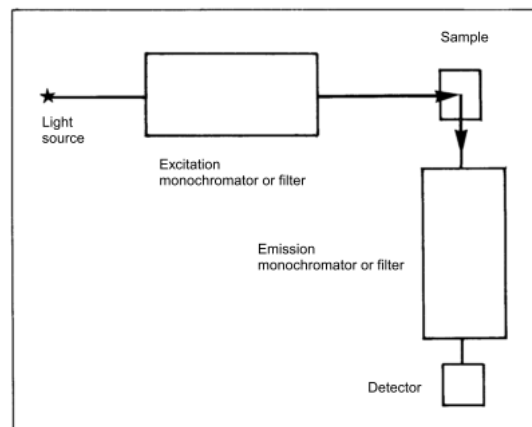 Sample
Light
source
Excitation
monochromator or filter
Emission
monochromator or filter
Detector